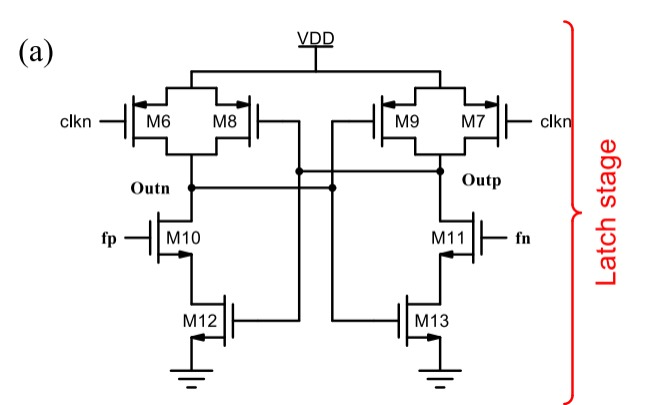 (a)
VDD
clkn
M6
M8
M9
M7
clkn
Outn
Outp
fp
M10
M11
fn
M12
M13
Latch stage